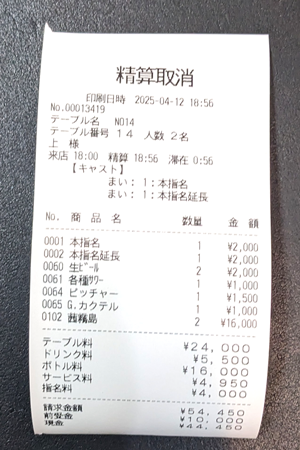 精算取消
印刷日時 2025-04-12 18:56
No.00013419
テーブル名 NO14
テーブル番号 14 人数 2名
上 様
来店 18:00 精算 18:56 滞在 0:56
【キャスト】
まい: 1:本指名
まい: 1:本指名延長
No. 商 品 名 数量 金 額
0001 本指名 1 ¥2,000
0002 本指名延長 1 ¥2,000
0060 生ビール 2 ¥2,000
0061 各種サワー 1 ¥1,000
0064 ピッチャー 1 ¥1,500
0065 G.カクテル 1 ¥1,000
0102 茜霧島 2 ¥16,000
テーブル料 ¥24,000
ドリンク料 ¥5,500
ボトル料 ¥16,000
サービス料 ¥4,950
指名料 ¥4,000
請求金額 ¥54,450
前受金 ¥10,000
現金 ¥44,450